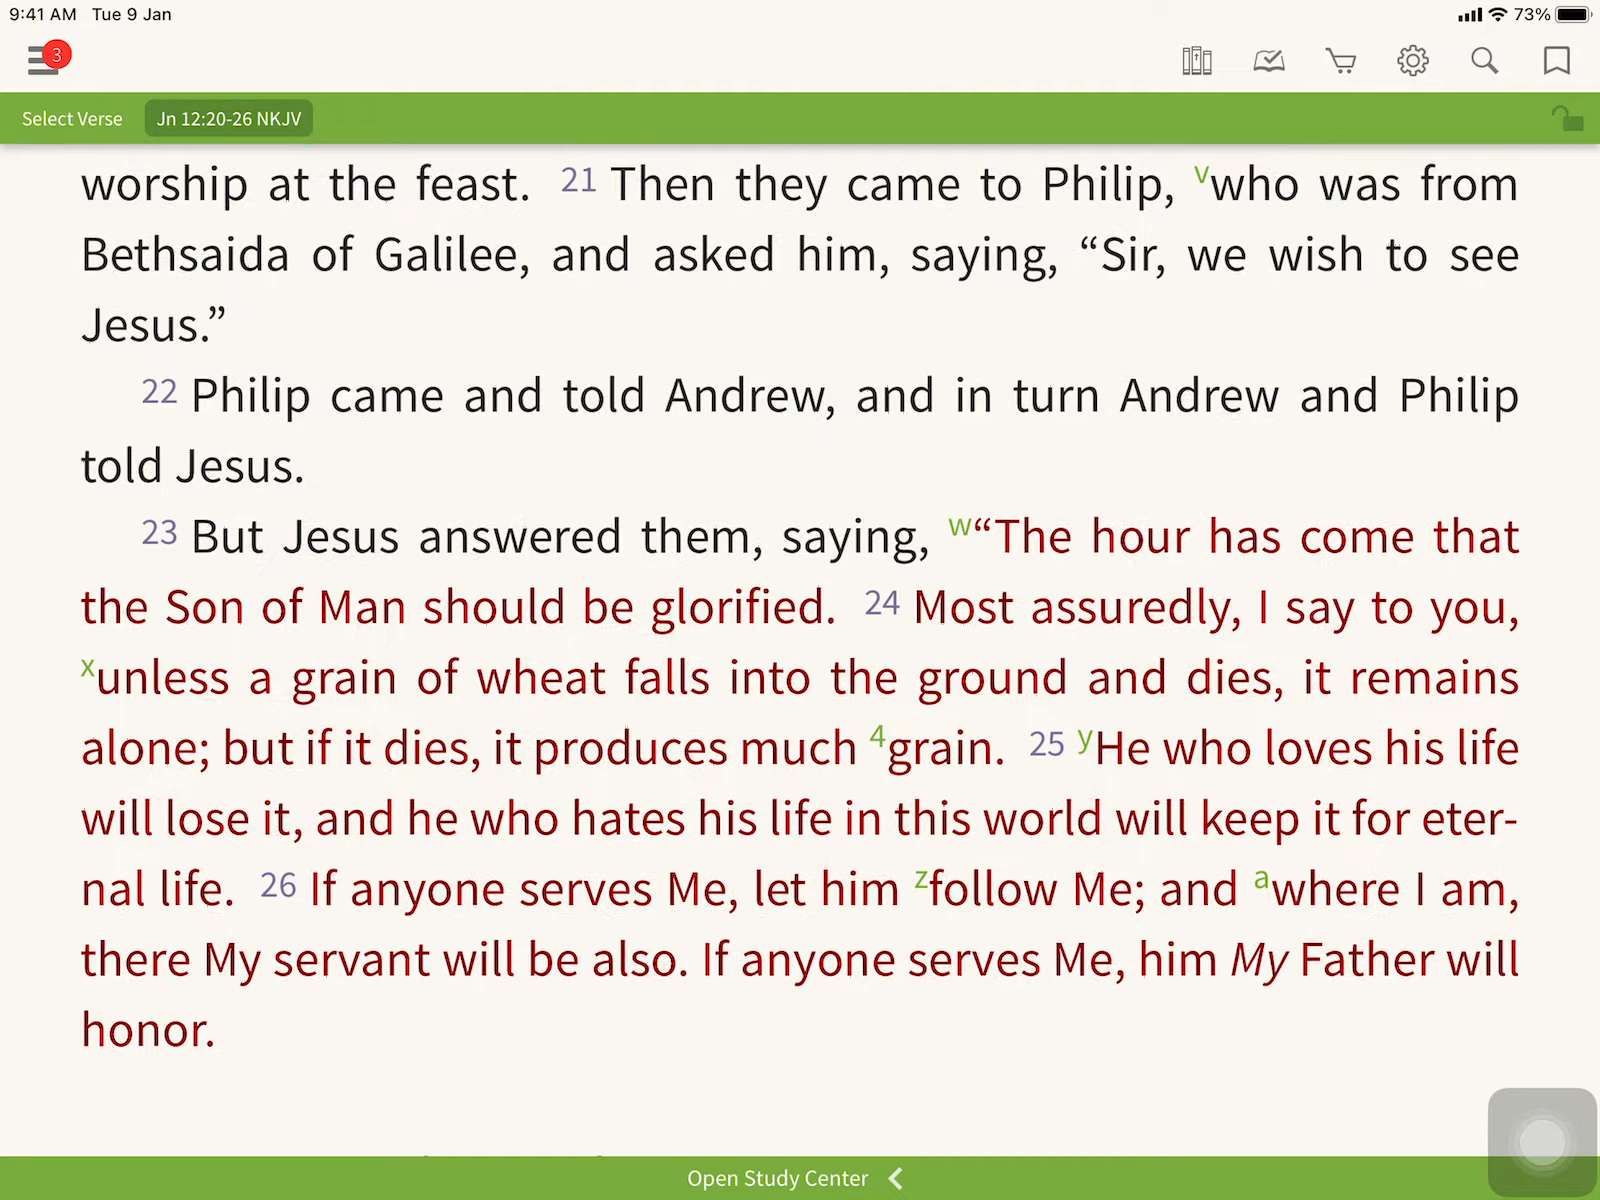 9:41 AM Tue 9 Jan 73%
3
Select Verse Jn 12:20-26 NKJV
worship at the feast. 21 Then they came to Philip, vwho was from
Bethsaida of Galilee, and asked him, saying, “Sir, we wish to see
Jesus.”
22 Philip came and told Andrew, and in turn Andrew and Philip
told Jesus.
23 But Jesus answered them, saying, w“The hour has come that
the Son of Man should be glorified. 24 Most assuredly, I say to you,
xunless a grain of wheat falls into the ground and dies, it remains
alone; but if it dies, it produces much 4grain. 25 yHe who loves his life
will lose it, and he who hates his life in this world will keep it for eter-
nal life. 26 If anyone serves Me, let him zfollow Me; and awhere I am,
there My servant will be also. If anyone serves Me, him My Father will
honor.
Open Study Center